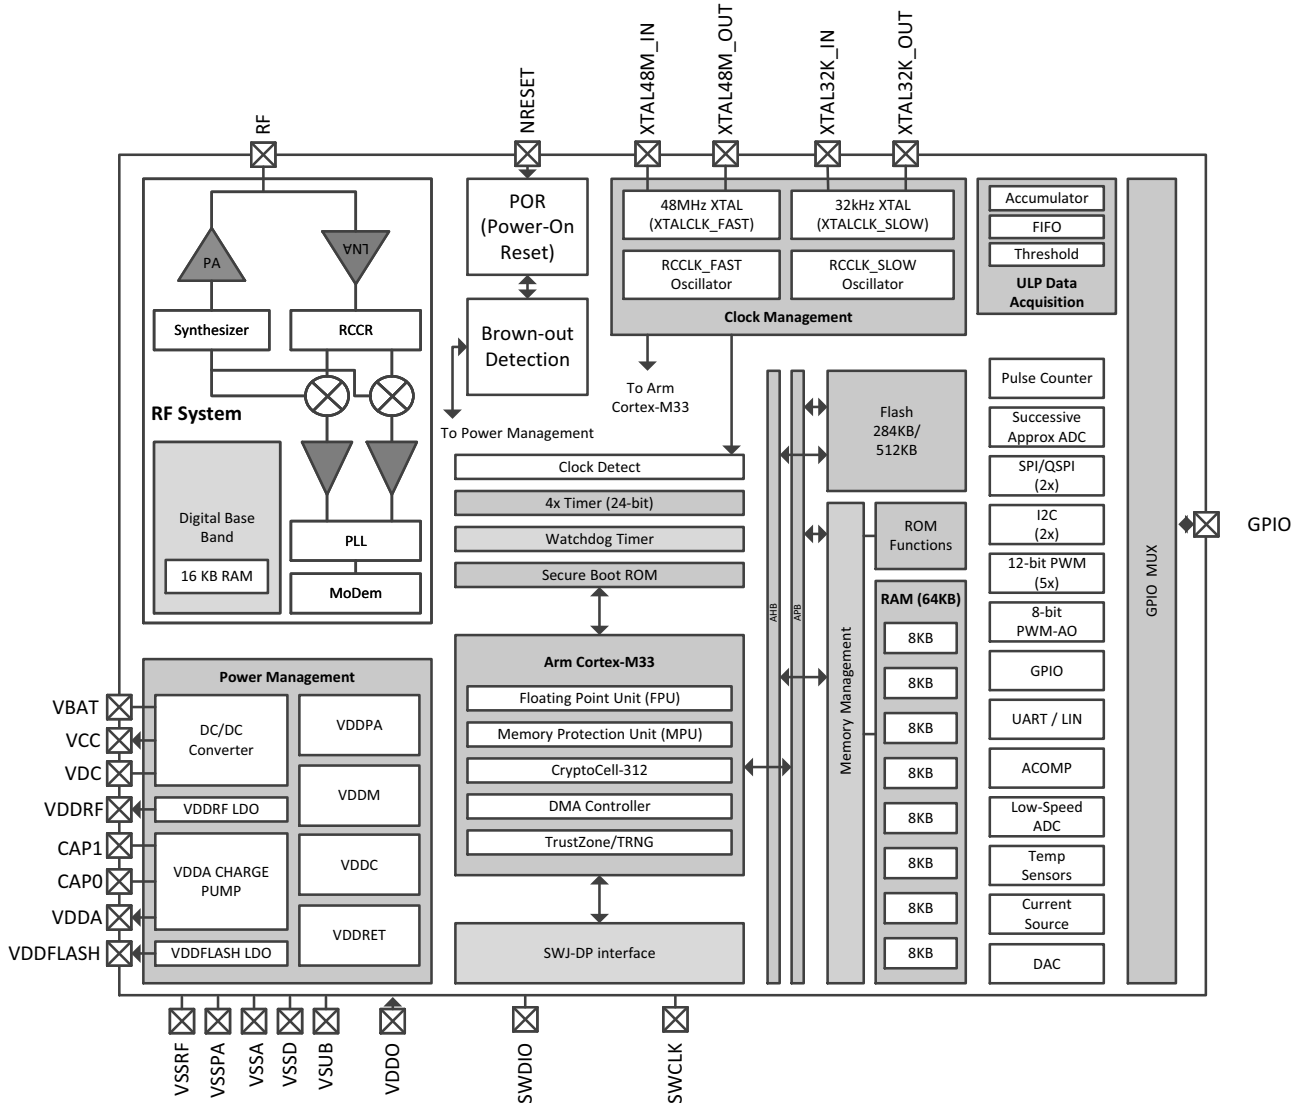 RF
NRESET
XTAL48M_IN
XTAL48M_OUT
XTAL32K_IN
XTAL32K_OUT
PA
LNA
Synthesizer
RCCR
RF System
Digital Base
Band
16 KB RAM
PLL
MoDem
POR
(Power-On
Reset)
Brown-out
Detection
To Power Management
48MHz XTAL
(XTALCLK_FAST)
32kHz XTAL
(XTALCLK_SLOW)
RCCLK_FAST
Oscillator
RCCLK_SLOW
Oscillator
Clock Management
To Arm
Cortex-M33
Accumulator
FIFO
Threshold
ULP Data
Acquisition
Clock Detect
4x Timer (24-bit)
Watchdog Timer
Secure Boot ROM
Arm Cortex-M33
Floating Point Unit (FPU)
Memory Protection Unit (MPU)
CryptoCell-312
DMA Controller
TrustZone/TRNG
SWJ-DP interface
AHB
APB
Flash
284KB/
512KB
Memory Management
ROM
Functions
RAM (64KB)
8KB
8KB
8KB
8KB
8KB
8KB
8KB
8KB
Pulse Counter
Successive
Approx ADC
SPI/QSPI
(2x)
I2C
(2x)
12-bit PWM
(5x)
8-bit
PWM-AO
GPIO
UART / LIN
ACOMP
Low-Speed
ADC
Temp
Sensors
Current
Source
DAC
GPIO MUX
GPIO
Power Management
DC/DC
Converter
VDDRF LDO
VDDA CHARGE
PUMP
VDDFLASH LDO
VDDPA
VDDM
VDDC
VDDRET
VBAT
VCC
VDC
VDDRF
CAP1
CAP0
VDDA
VDDFLASH
VSSRF
VSSPA
VSSA
VSSD
VSUB
VDDO
SWDIO
SWCLK